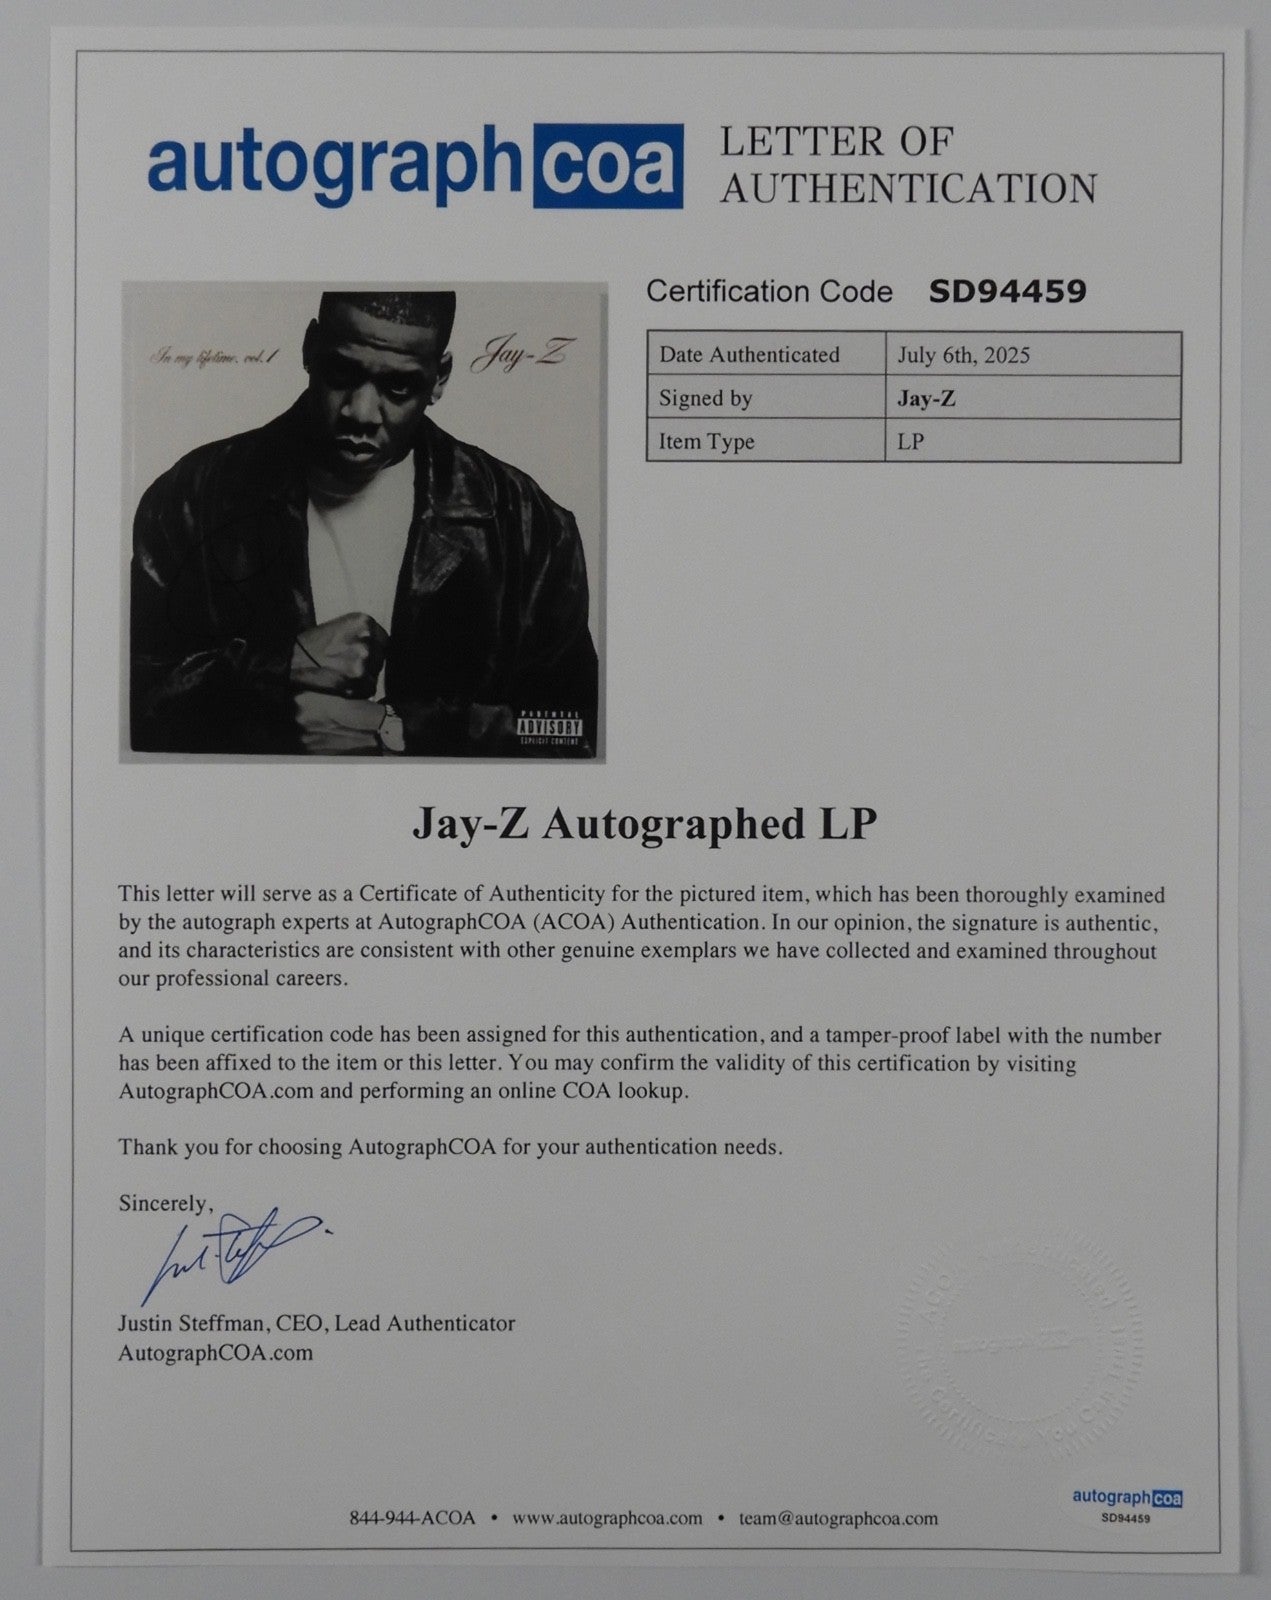 autographcoa
LETTER OF
AUTHENTICATION
Certification Code SD94459
Date Authenticated July 6th, 2025
Signed by Jay-Z
Item Type LP
In my lifetime, vol.1
Jay-Z
PARENTAL
ADVISORY
EXPLICIT CONTENT
Jay-Z Autographed LP
This letter will serve as a Certificate of Authenticity for the pictured item, which has been thoroughly examined
by the autograph experts at AutographCOA (ACOA) Authentication. In our opinion, the signature is authentic,
and its characteristics are consistent with other genuine exemplars we have collected and examined throughout
our professional careers.
A unique certification code has been assigned for this authentication, and a tamper-proof label with the number
has been affixed to the item or this letter. You may confirm the validity of this certification by visiting
AutographCOA.com and performing an online COA lookup.
Thank you for choosing AutographCOA for your authentication needs.
Sincerely,
Justin Steffman, CEO, Lead Authenticator
AutographCOA.com
autographcoa
SD94459
844-944-ACOA • www.autographcoa.com • team@autographcoa.com